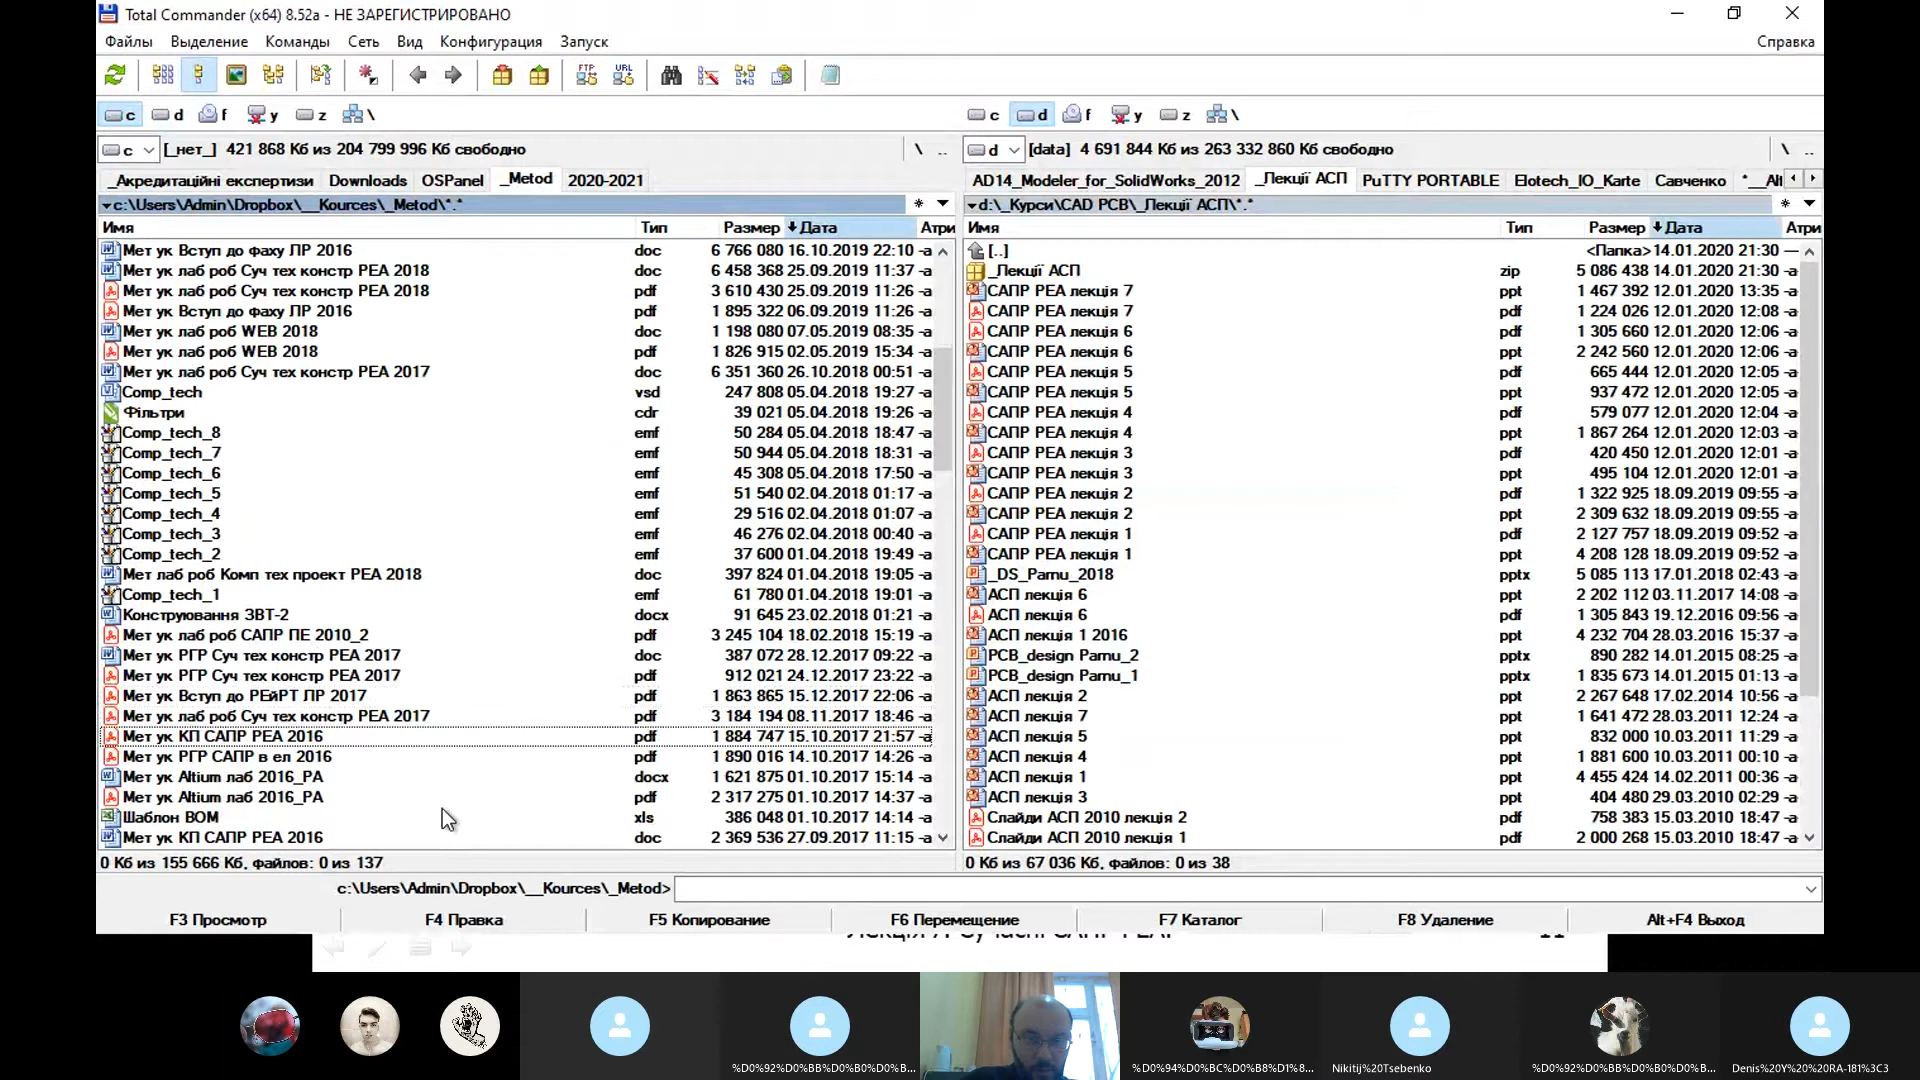 Total Commander (x64) 8.52a - НЕ ЗАРЕГИСТРИРОВАНО
Файлы Выделение Команды Сеть Вид Конфигурация Запуск Справка
FTP URL
c d f y z \ c d f y z \
c [_нет_] 421 868 Кб из 204 799 996 Кб свободно \ .. d [data] 4 691 844 Кб из 263 332 860 Кб свободно \ ..
_Акредитаційні експертизи Downloads OSPanel _Metod 2020-2021 AD14_Modeler_for_SolidWorks_2012 _Лекції АСП PuTTY PORTABLE Elotech_IO_Karte Савченко
c:\Users\Admin\Dropbox\__Kources\_Metod\*.* * d:\_Курси\CAD PCB\_Лекції АСП\*.* *
Имя Тип Размер Дата Атри Имя Тип Размер Дата Атри
Мет ук Вступ до фаху ЛР 2016 doc 6 766 080 16.10.2019 22:10 -a [..] <Папка> 14.01.2020 21:30 —
Мет ук лаб роб Суч тех констр РЕА 2018 doc 6 458 368 25.09.2019 11:37 -a _Лекції АСП zip 5 086 438 14.01.2020 21:30 -a
Мет ук лаб роб Суч тех констр РЕА 2018 pdf 3 610 430 25.09.2019 11:26 -a САПР РЕА лекція 7 ppt 1 467 392 12.01.2020 13:35 -a
Мет ук Вступ до фаху ЛР 2016 pdf 1 895 322 06.09.2019 11:26 -a САПР РЕА лекція 7 pdf 1 224 026 12.01.2020 12:08 -a
Мет ук лаб роб WEB 2018 doc 1 198 080 07.05.2019 08:35 -a САПР РЕА лекція 6 pdf 1 305 660 12.01.2020 12:06 -a
Мет ук лаб роб WEB 2018 pdf 1 826 915 02.05.2019 15:34 -a САПР РЕА лекція 6 ppt 2 242 560 12.01.2020 12:06 -a
Мет ук лаб роб Суч тех констр РЕА 2017 doc 6 351 360 26.10.2018 00:51 -a САПР РЕА лекція 5 pdf 665 444 12.01.2020 12:05 -a
Comp_tech vsd 247 808 05.04.2018 19:27 -a САПР РЕА лекція 5 ppt 937 472 12.01.2020 12:05 -a
Фільтри cdr 39 021 05.04.2018 19:26 -a САПР РЕА лекція 4 pdf 579 077 12.01.2020 12:04 -a
Comp_tech_8 emf 50 284 05.04.2018 18:47 -a САПР РЕА лекція 4 ppt 1 867 264 12.01.2020 12:03 -a
Comp_tech_7 emf 50 944 05.04.2018 18:31 -a САПР РЕА лекція 3 pdf 420 450 12.01.2020 12:01 -a
Comp_tech_6 emf 45 308 05.04.2018 17:50 -a САПР РЕА лекція 3 ppt 495 104 12.01.2020 12:01 -a
Comp_tech_5 emf 51 540 02.04.2018 01:17 -a САПР РЕА лекція 2 pdf 1 322 925 18.09.2019 09:55 -a
Comp_tech_4 emf 29 516 02.04.2018 01:07 -a САПР РЕА лекція 2 ppt 2 309 632 18.09.2019 09:55 -a
Comp_tech_3 emf 46 276 02.04.2018 00:40 -a САПР РЕА лекція 1 pdf 2 127 757 18.09.2019 09:52 -a
Comp_tech_2 emf 37 600 01.04.2018 19:49 -a САПР РЕА лекція 1 ppt 4 208 128 18.09.2019 09:52 -a
Мет лаб роб Комп тех проект РЕА 2018 doc 397 824 01.04.2018 19:05 -a _DS_Parnu_2018 pptx 5 085 113 17.01.2018 02:43 -a
Comp_tech_1 emf 61 780 01.04.2018 19:01 -a АСП лекція 6 ppt 2 202 112 03.11.2017 14:08 -a
Конструювання ЗВТ-2 docx 91 645 23.02.2018 01:21 -a АСП лекція 6 pdf 1 305 843 19.12.2016 09:56 -a
Мет ук лаб роб САПР ПЕ 2010_2 pdf 3 245 104 18.02.2018 15:19 -a АСП лекція 1 2016 ppt 4 232 704 28.03.2016 15:37 -a
Мет ук РГР Суч тех констр РЕА 2017 doc 387 072 28.12.2017 09:22 -a PCB_design Parnu_2 pptx 890 282 14.01.2015 08:25 -a
Мет ук РГР Суч тех констр РЕА 2017 pdf 912 021 24.12.2017 23:22 -a PCB_design Parnu_1 pptx 1 835 673 14.01.2015 01:13 -a
Мет ук Вступ до РЕйРТ ЛР 2017 pdf 1 863 865 15.12.2017 22:06 -a АСП лекція 2 ppt 2 267 648 17.02.2014 10:56 -a
Мет ук лаб роб Суч тех констр РЕА 2017 pdf 3 184 194 08.11.2017 18:46 -a АСП лекція 7 ppt 1 641 472 28.03.2011 12:24 -a
Мет ук КП САПР РЕА 2016 pdf 1 884 747 15.10.2017 21:57 -a АСП лекція 5 ppt 832 000 10.03.2011 11:29 -a
Мет ук РГР САПР в ел 2016 pdf 1 890 016 14.10.2017 14:26 -a АСП лекція 4 ppt 1 881 600 10.03.2011 00:10 -a
Мет ук Altium лаб 2016_РА docx 1 621 875 01.10.2017 15:14 -a АСП лекція 1 ppt 4 455 424 14.02.2011 00:36 -a
Мет ук Altium лаб 2016_РА pdf 2 317 275 01.10.2017 14:37 -a АСП лекція 3 ppt 404 480 29.03.2010 02:29 -a
Шаблон ВОМ xls 386 048 01.10.2017 14:14 -a Слайди АСП 2010 лекція 2 pdf 758 383 15.03.2010 18:47 -a
Мет ук КП САПР РЕА 2016 doc 2 369 536 27.09.2017 11:15 -a Слайди АСП 2010 лекція 1 pdf 2 000 268 15.03.2010 18:47 -a
0 Кб из 155 666 Кб, файлов: 0 из 137 0 Кб из 67 036 Кб, файлов: 0 из 38
c:\Users\Admin\Dropbox\__Kources\_Metod>
F3 Просмотр F4 Правка F5 Копирование F6 Перемещение F7 Каталог F8 Удаление Alt+F4 Выход
%D0%92%D0%BB%D0%B0%D0%B... %D0%94%D0%BC%D0%B8%D1%8... Nikitij%20Tsebenko %D0%92%D0%BB%D0%B0%D0%B... Denis%20Y%20RA-181%3C3